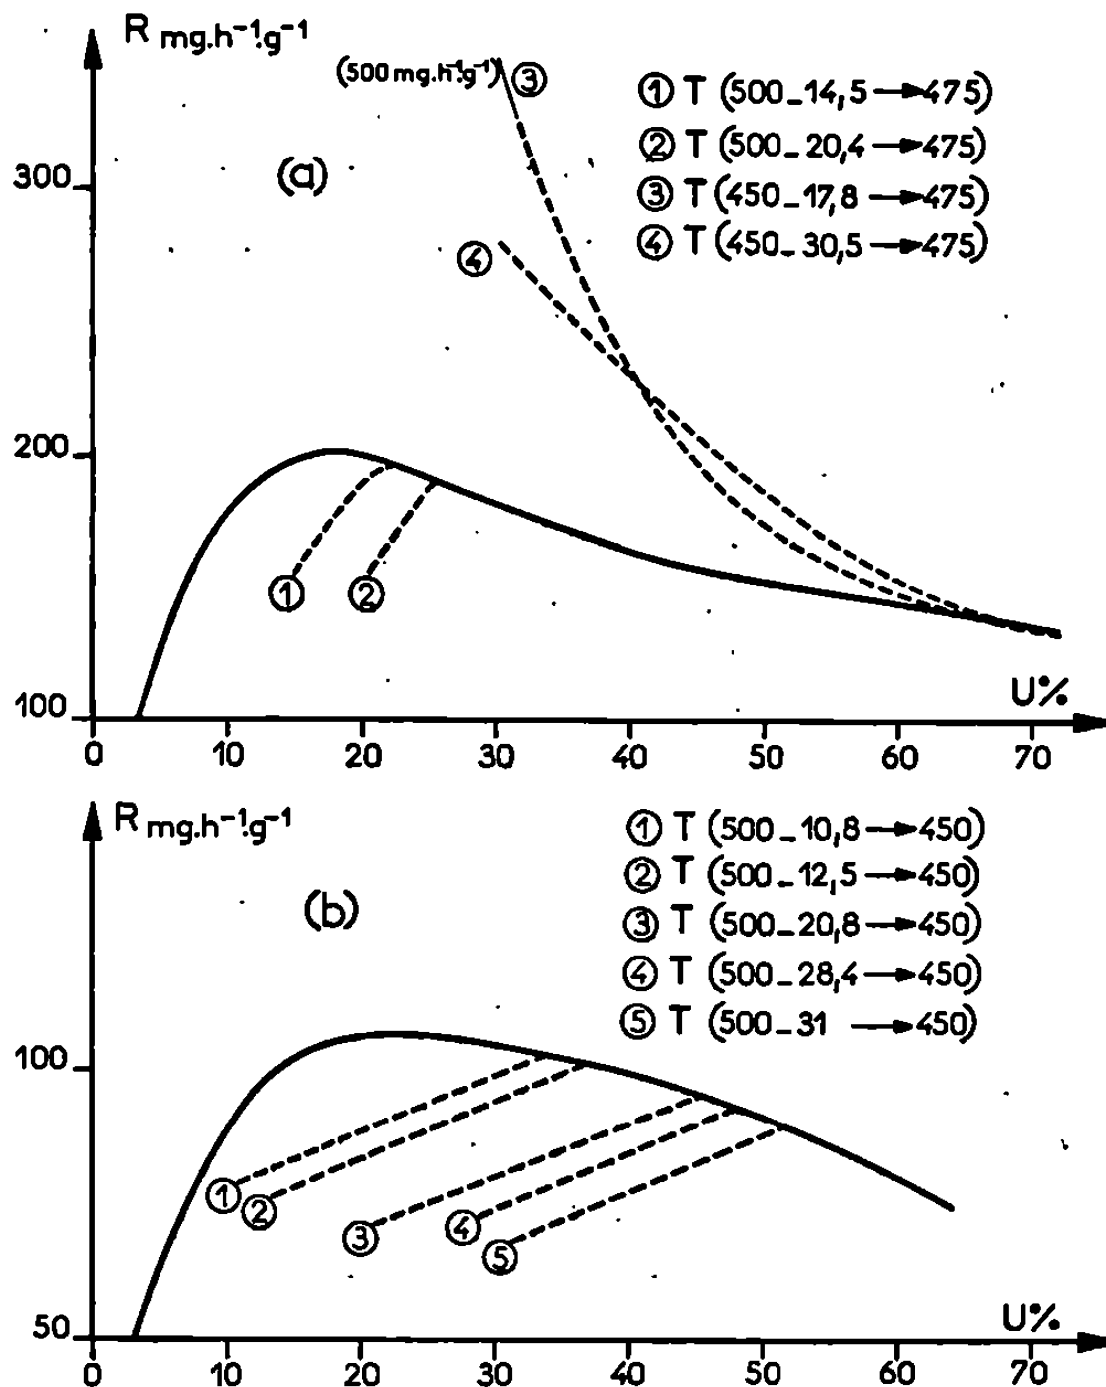 R mg.h⁻¹.g⁻¹
(500 mg.h⁻¹g⁻¹) ③
① T (500_14,5 → 475)
② T (500_20,4 → 475)
③ T (450_17,8 → 475)
④ T (450_30,5 → 475)
(a)
300
④
200
①
②
U%
100
0 10 20 30 40 50 60 70
R mg.h⁻¹.g⁻¹
① T (500_10,8 → 450)
② T (500_12,5 → 450)
③ T (500_20,8 → 450)
④ T (500_28,4 → 450)
⑤ T (500_31 → 450)
(b)
100
①
②
③
④
⑤
U%
50
0 10 20 30 40 50 60 70